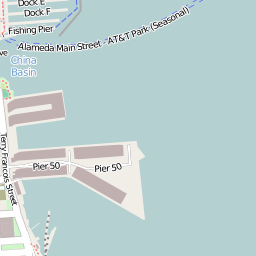 Dock E
Dock F
Fishing Pier
Alameda Main Street - AT&T Park (Seasonal)
ve
China
Basin
Terry Francois Street
Pier 50
Pier 50